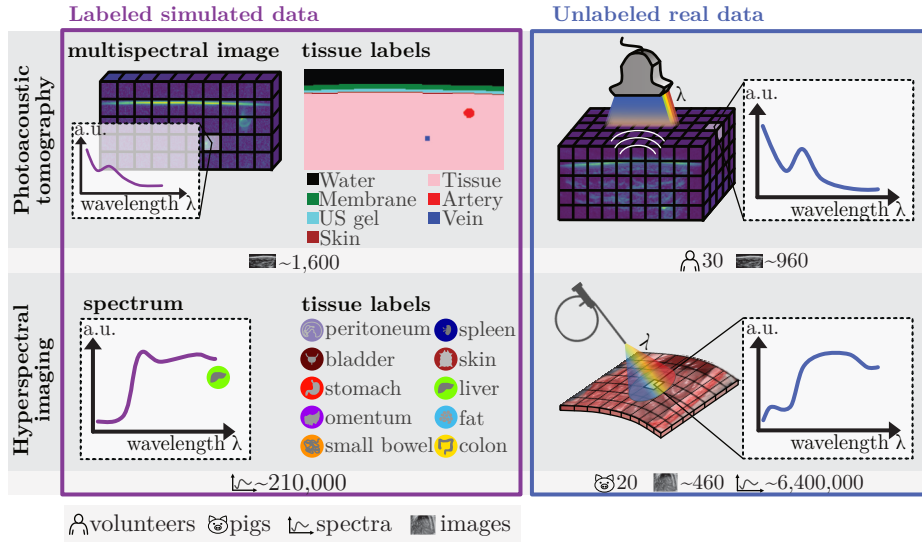 Labeled simulated data
Unlabeled real data
Photoacoustic
tomography
multispectral image
a.u.
wavelength λ
tissue labels
Water
Membrane
US gel
Skin
Tissue
Artery
Vein
~1,600
λ
a.u.
wavelength λ
30 ~960
Hyperspectral
imaging
spectrum
a.u.
wavelength λ
tissue labels
peritoneum
bladder
stomach
omentum
small bowel
spleen
skin
liver
fat
colon
~210,000
λ
a.u.
wavelength λ
20 ~460 ~6,400,000
volunteers pigs spectra images